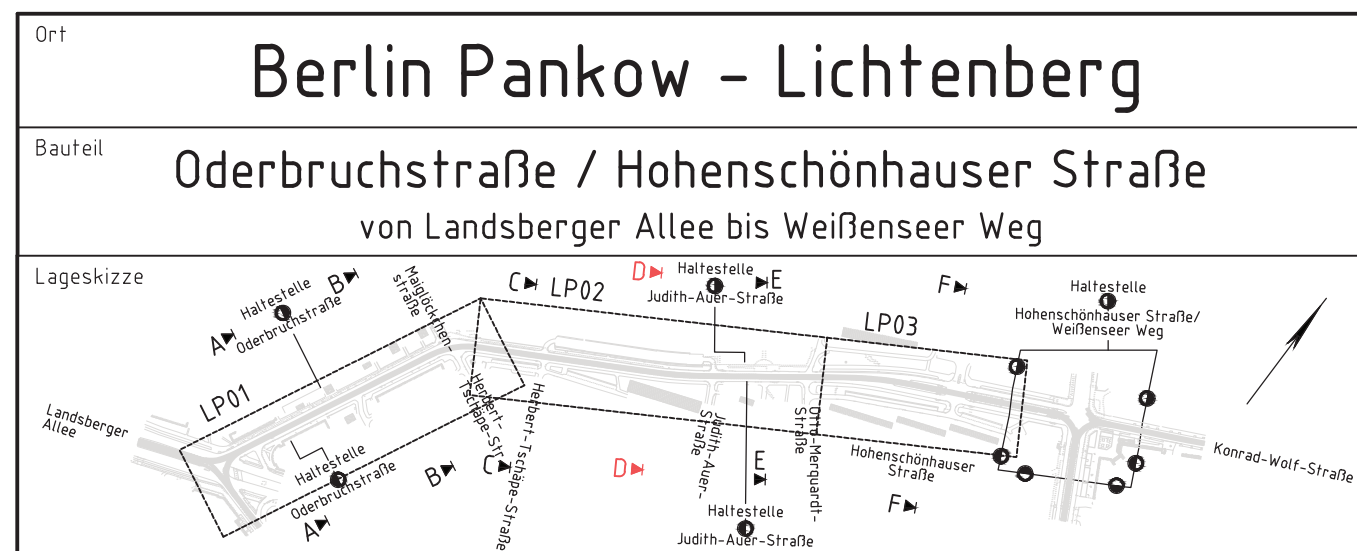 Ort
Berlin Pankow - Lichtenberg
Bauteil
Oderbruchstraße / Hohenschönhauser Straße
von Landsberger Allee bis Weißenseer Weg
Lageskizze
A
Haltestelle
Oderbruchstraße
B
Maiglöckchen-
straße
C
LP02
D
Haltestelle
Judith-Auer-Straße
E
F
LP03
Haltestelle
Hohenschönhauser Straße/
Weißenseer Weg
LP01
Landsberger
Allee
Haltestelle
Oderbruchstraße
A
B
Herbert-
Tschäpe-Str.
C
Herbert-Tschäpe-Straße
D
Judith-Auer-
Straße
E
Haltestelle
Judith-Auer-Straße
Otto-Marquardt-
Straße
Hohenschönhauser
Straße
F
Konrad-Wolf-Straße